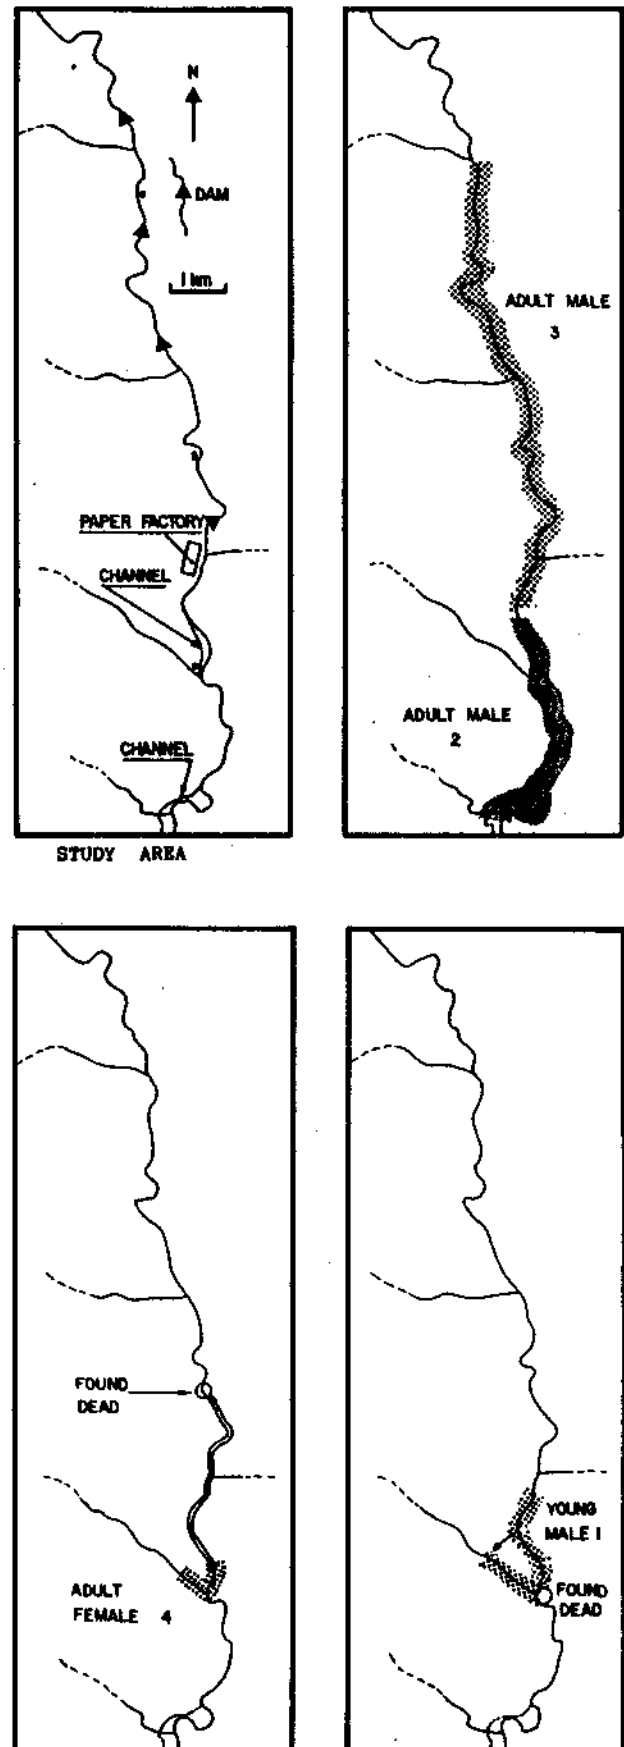 N
DAM
1 km
PAPER FACTORY
CHANNEL
CHANNEL
STUDY AREA
ADULT MALE
3
ADULT MALE
2
FOUND
DEAD
ADULT
FEMALE 4
YOUNG
MALE 1
FOUND
DEAD